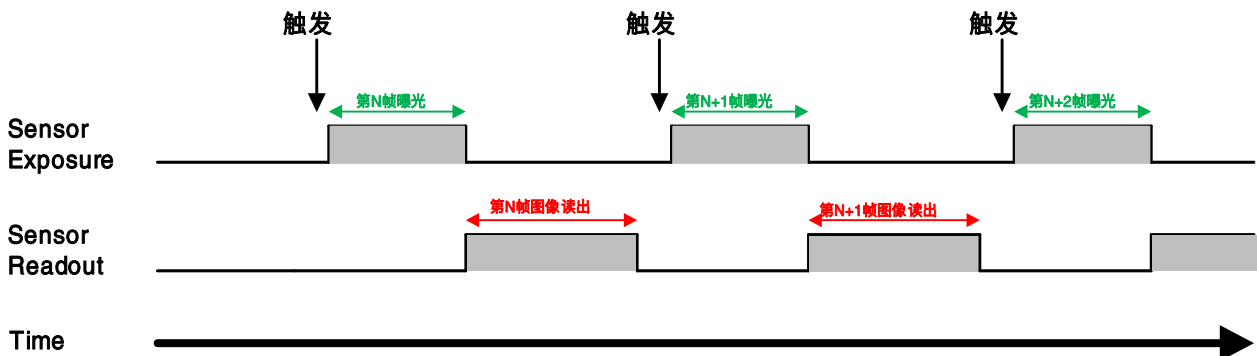 触发 触发 触发
第N帧曝光 第N+1帧曝光 第N+2帧曝光
Sensor
Exposure
第N帧图像读出 第N+1帧图像读出
Sensor
Readout
Time